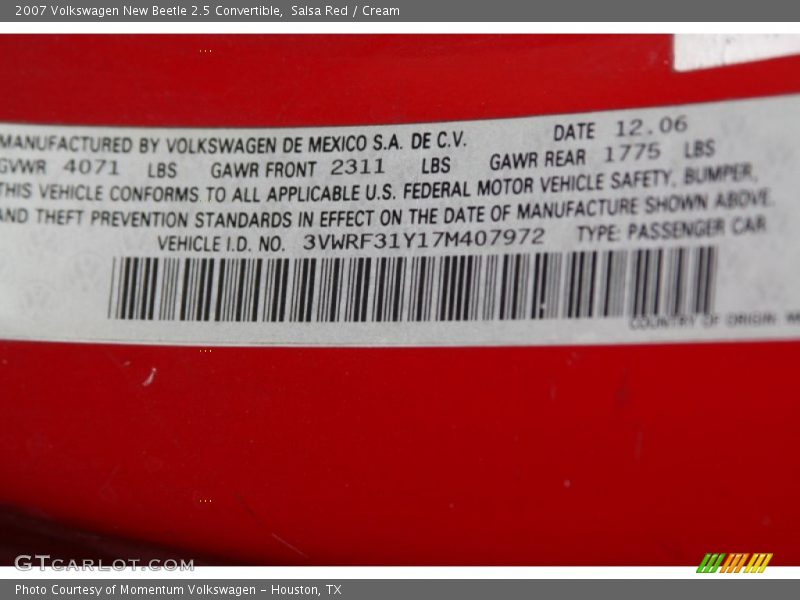 2007 Volkswagen New Beetle 2.5 Convertible, Salsa Red / Cream
MANUFACTURED BY VOLKSWAGEN DE MEXICO S.A. DE C.V. DATE 12.06
GVWR 4071 LBS GAWR FRONT 2311 LBS GAWR REAR 1775 LBS
THIS VEHICLE CONFORMS TO ALL APPLICABLE U.S. FEDERAL MOTOR VEHICLE SAFETY, BUMPER,
AND THEFT PREVENTION STANDARDS IN EFFECT ON THE DATE OF MANUFACTURE SHOWN ABOVE.
VEHICLE I.D. NO. 3VWRF31Y17M407972 TYPE: PASSENGER CAR
COUNTRY OF ORIGIN:
GTCARLOT.COM
Photo Courtesy of Momentum Volkswagen - Houston, TX